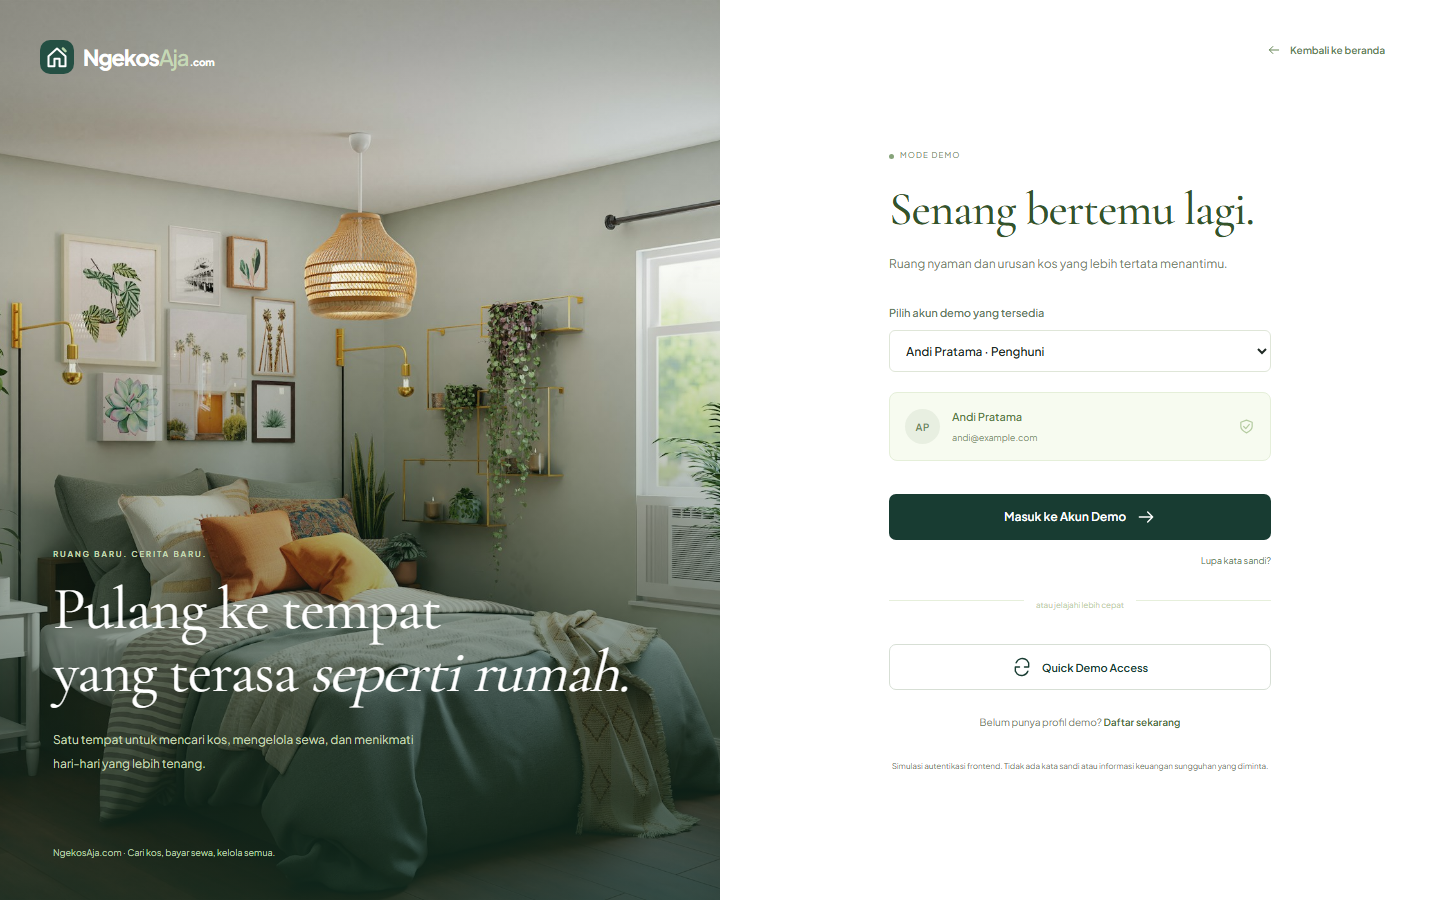 NgekosAja.com
RUANG BARU. CERITA BARU.
Pulang ke tempat
yang terasa seperti rumah.
Satu tempat untuk mencari kos, mengelola sewa, dan menikmati
hari-hari yang lebih tenang.
NgekosAja.com · Cari kos, bayar sewa, kelola semua.
← Kembali ke beranda
MODE DEMO
Senang bertemu lagi.
Ruang nyaman dan urusan kos yang lebih tertata menantimu.
Pilih akun demo yang tersedia
Andi Pratama · Penghuni
AP
Andi Pratama
andi@example.com
Masuk ke Akun Demo →
Lupa kata sandi?
atau jelajahi lebih cepat
Quick Demo Access
Belum punya profil demo? Daftar sekarang
Simulasi autentikasi frontend. Tidak ada kata sandi atau informasi keuangan sungguhan yang diminta.